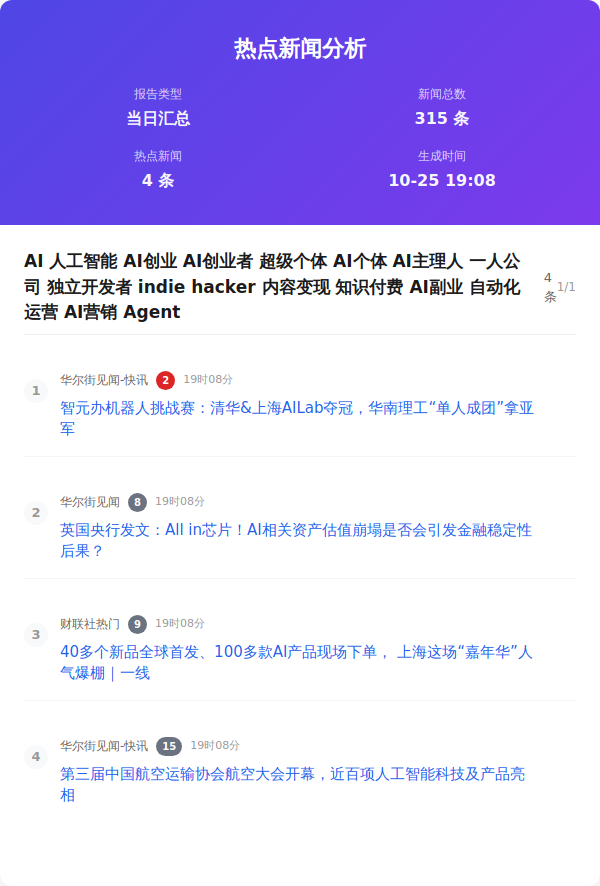 热点新闻分析
报告类型
当日汇总
新闻总数
315 条
热点新闻
4 条
生成时间
10-25 19:08
AI 人工智能 AI创业 AI创业者 超级个体 AI个体 AI主理人 一人公
司 独立开发者 indie hacker 内容变现 知识付费 AI副业 自动化
运营 AI营销 Agent
4
条
1/1
1
华尔街见闻-快讯 2 19时08分
智元办机器人挑战赛：清华&上海AILab夺冠，华南理工“单人成团”拿亚
军
2
华尔街见闻 8 19时08分
英国央行发文：All in芯片！AI相关资产估值崩塌是否会引发金融稳定性
后果？
3
财联社热门 9 19时08分
40多个新品全球首发、100多款AI产品现场下单， 上海这场“嘉年华”人
气爆棚｜一线
4
华尔街见闻-快讯 15 19时08分
第三届中国航空运输协会航空大会开幕，近百项人工智能科技及产品亮
相